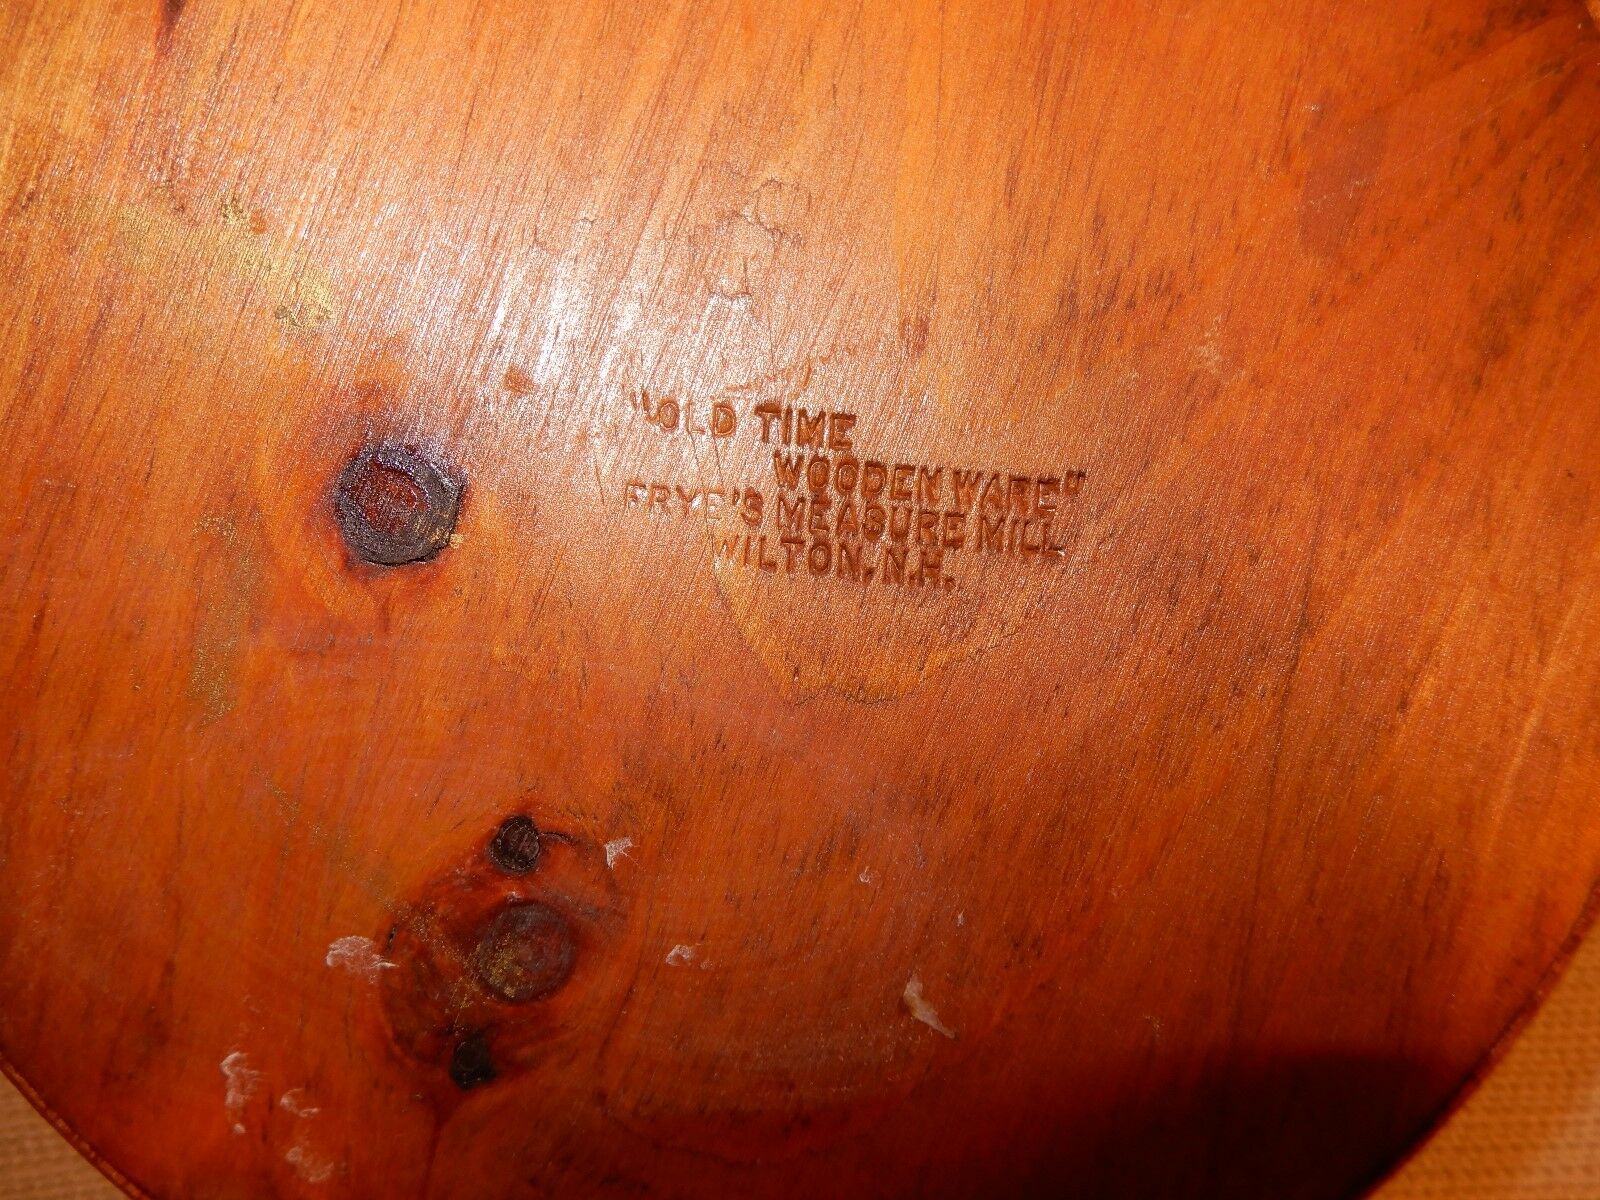 "OLD TIME
WOODEN WARE"
FRYE'S MEASURE MILL
WILTON, N.H.